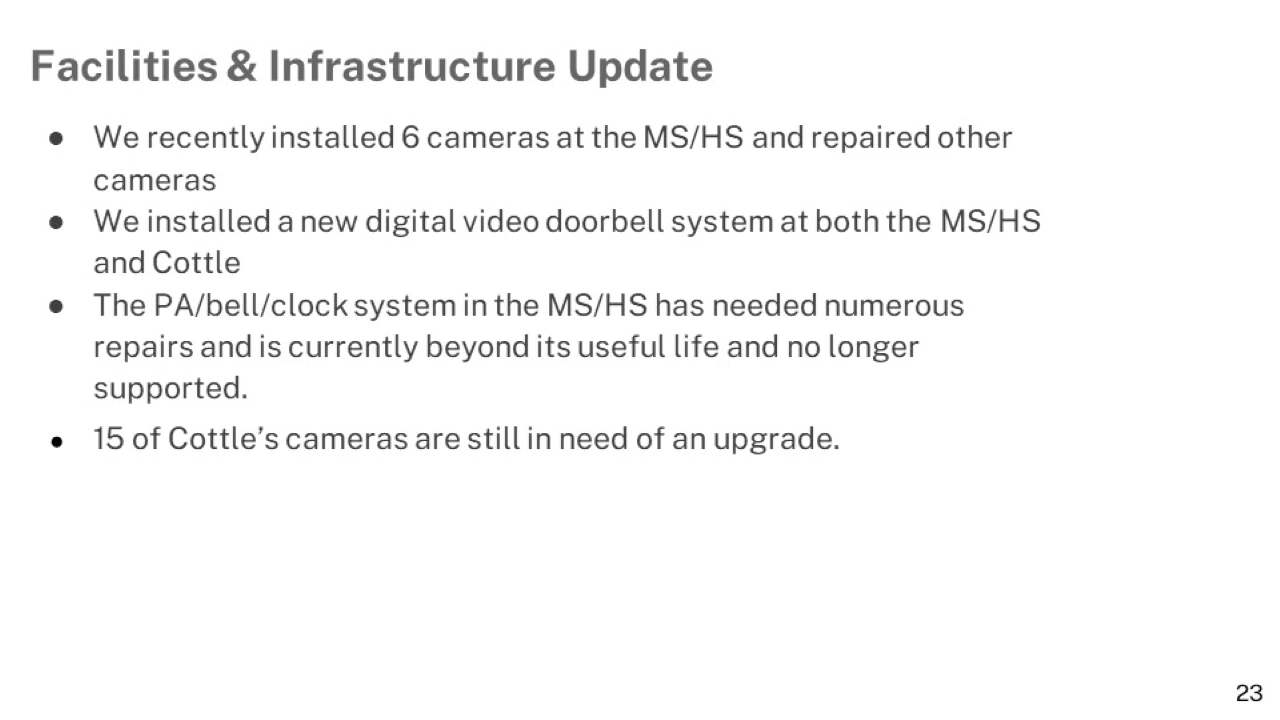 Facilities & Infrastructure Update
● We recently installed 6 cameras at the MS/HS and repaired other
cameras
● We installed a new digital video doorbell system at both the MS/HS
and Cottle
● The PA/bell/clock system in the MS/HS has needed numerous
repairs and is currently beyond its useful life and no longer
supported.
● 15 of Cottle’s cameras are still in need of an upgrade.
23